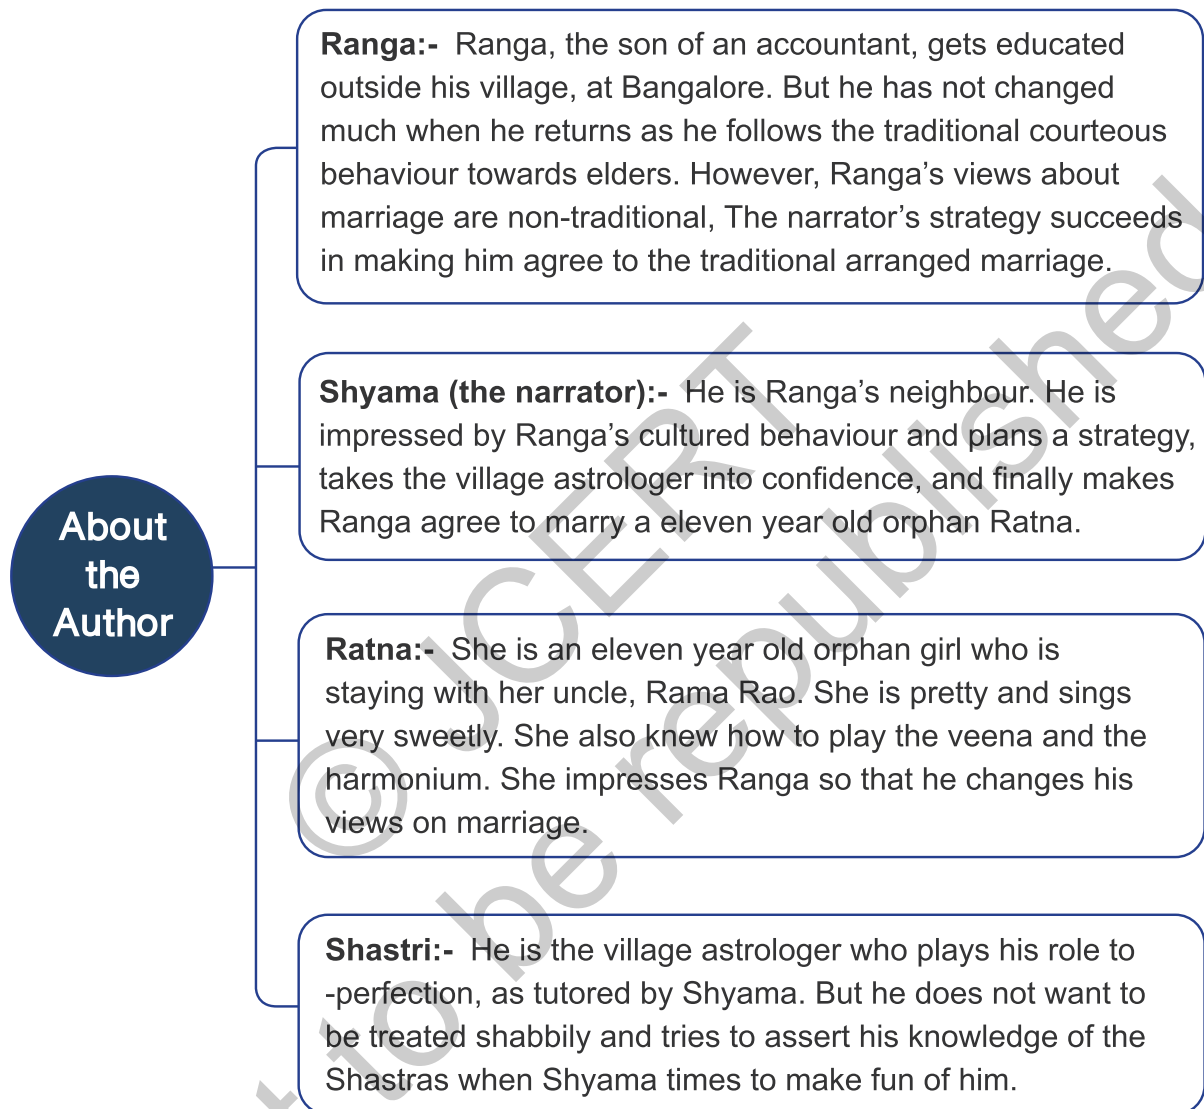 Ranga:- Ranga, the son of an accountant, gets educated
outside his village, at Bangalore. But he has not changed
much when he returns as he follows the traditional courteous
behaviour towards elders. However, Ranga's views about
marriage are non-traditional, The narrator's strategy succeeds
in making him agree to the traditional arranged marriage.
Shyama (the narrator):- He is Ranga's neighbour. He is
impressed by Ranga's cultured behaviour and plans a strategy,
takes the village astrologer into confidence, and finally makes
Ranga agree to marry a eleven year old orphan Ratna.
About
the
Author
Ratna:- She is an eleven year old orphan girl who is
staying with her uncle, Rama Rao. She is pretty and sings
very sweetly. She also knew how to play the veena and the
harmonium. She impresses Ranga so that he changes his
views on marriage.
Shastri:- He is the village astrologer who plays his role to
-perfection, as tutored by Shyama. But he does not want to
be treated shabbily and tries to assert his knowledge of the
Shastras when Shyama times to make fun of him.
© JCERT
to be republished